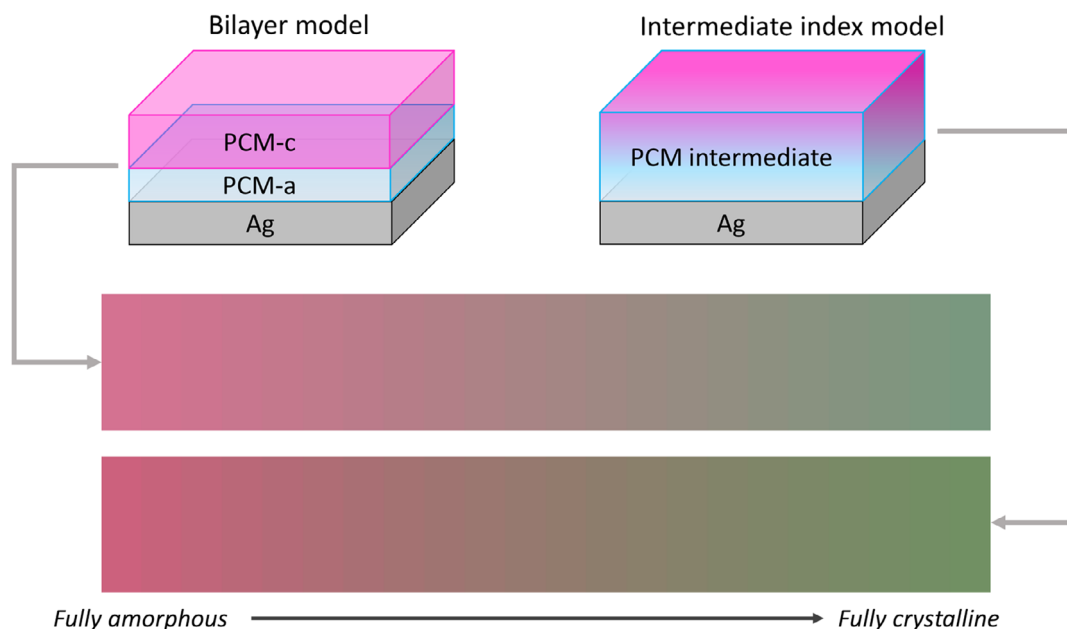 Bilayer model
Intermediate index model
PCM-c
PCM-a
Ag
PCM intermediate
Ag
Fully amorphous
Fully crystalline